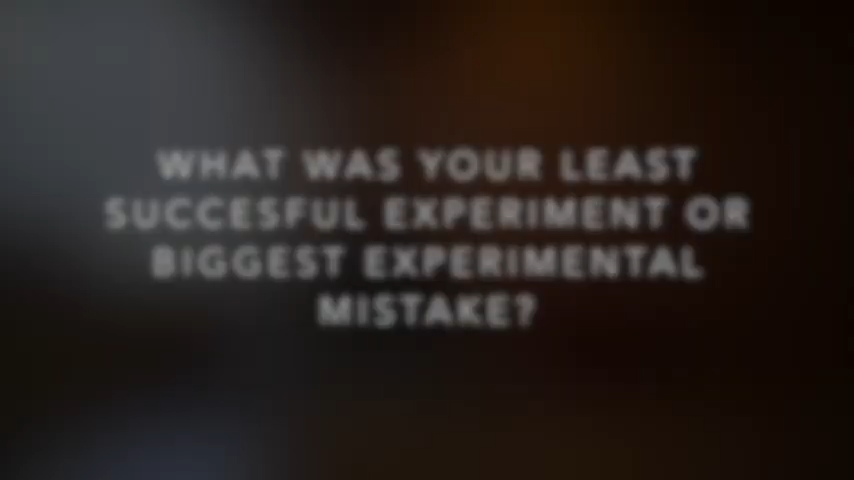 WHAT WAS YOUR LEAST
SUCCESFUL EXPERIMENT OR
BIGGEST EXPERIMENTAL
MISTAKE?